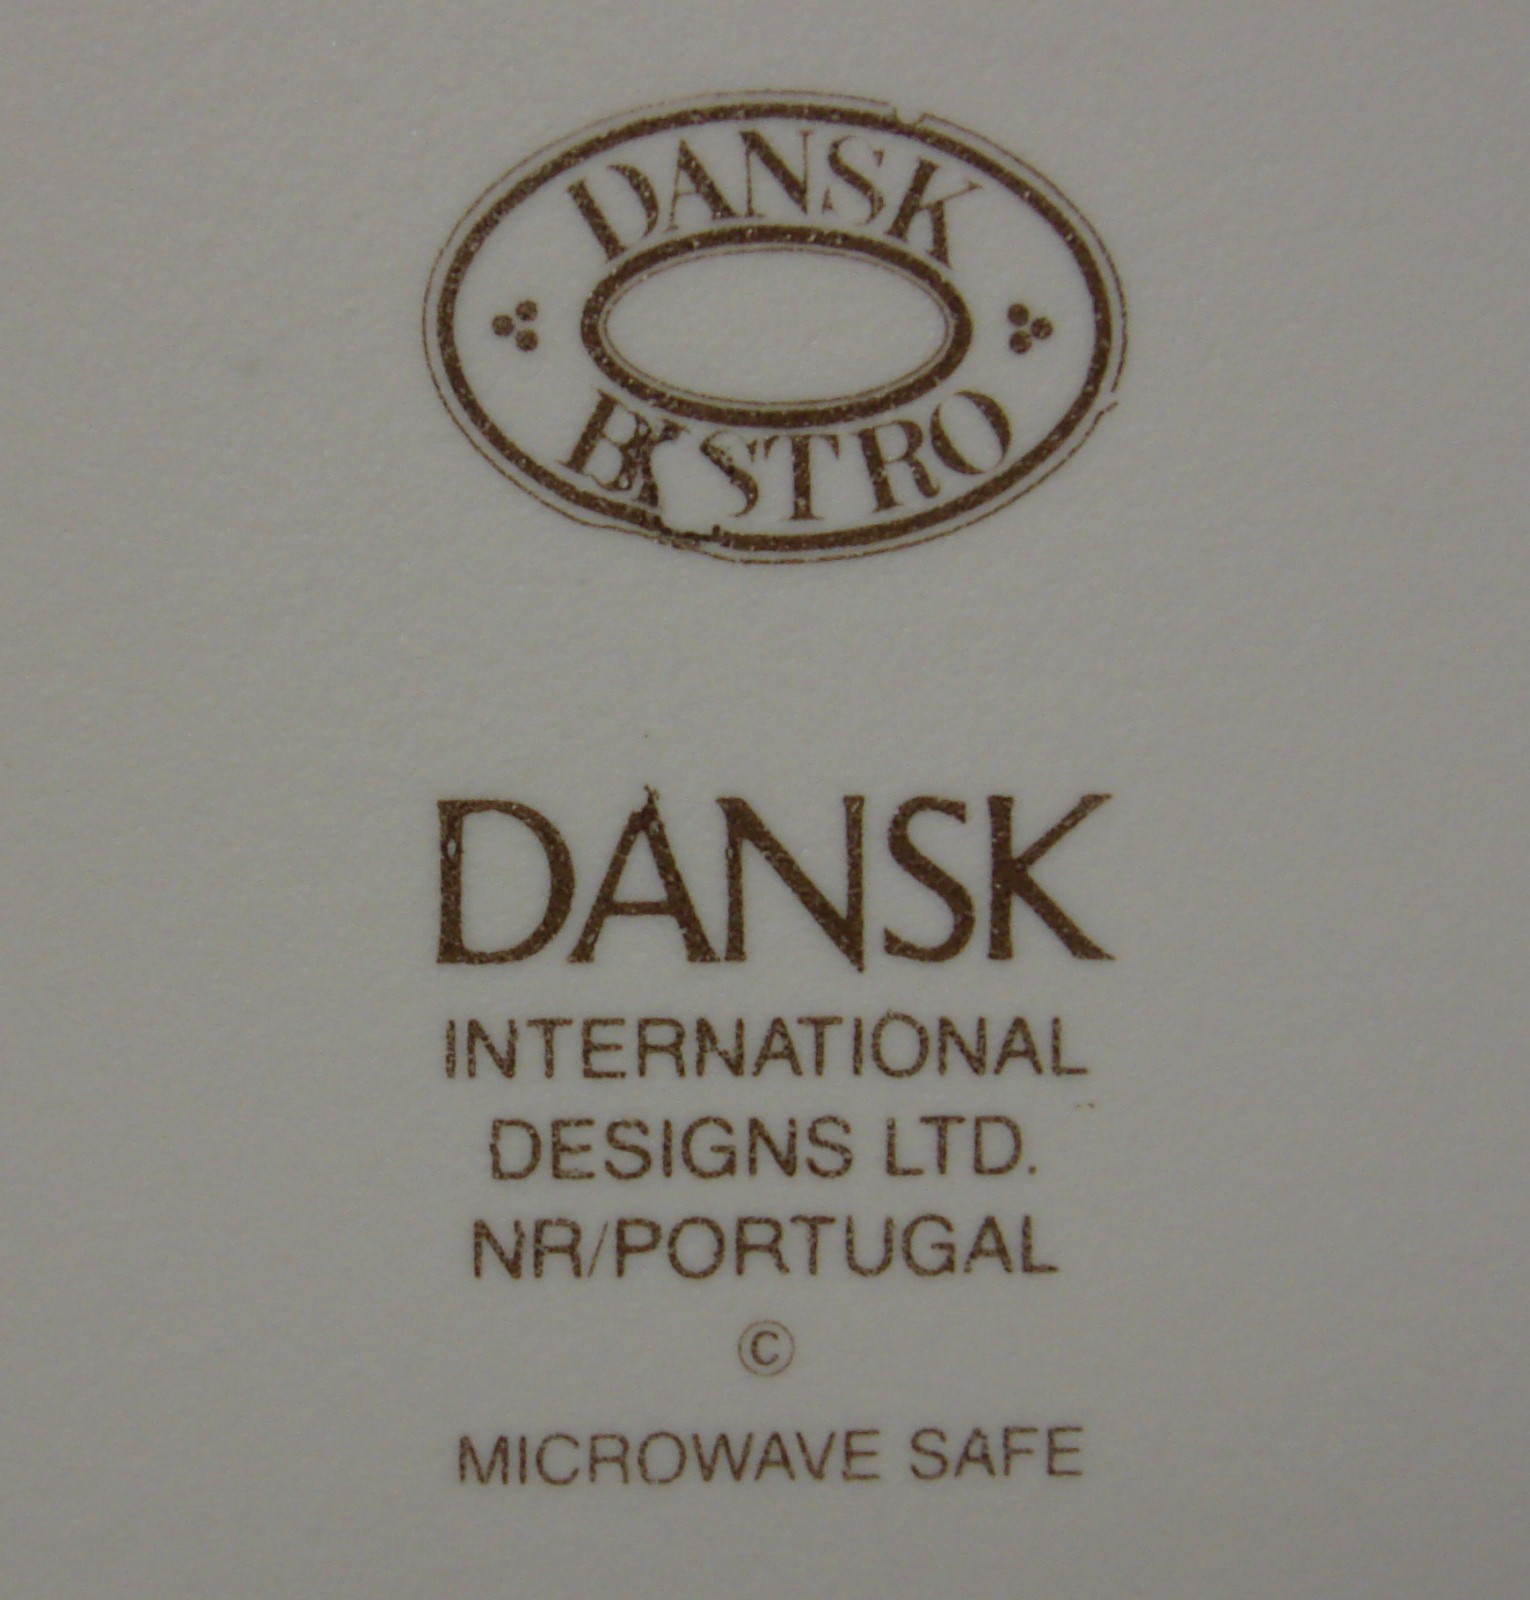 DANSK
BISTRO
DANSK
INTERNATIONAL
DESIGNS LTD.
NR/PORTUGAL
©
MICROWAVE SAFE